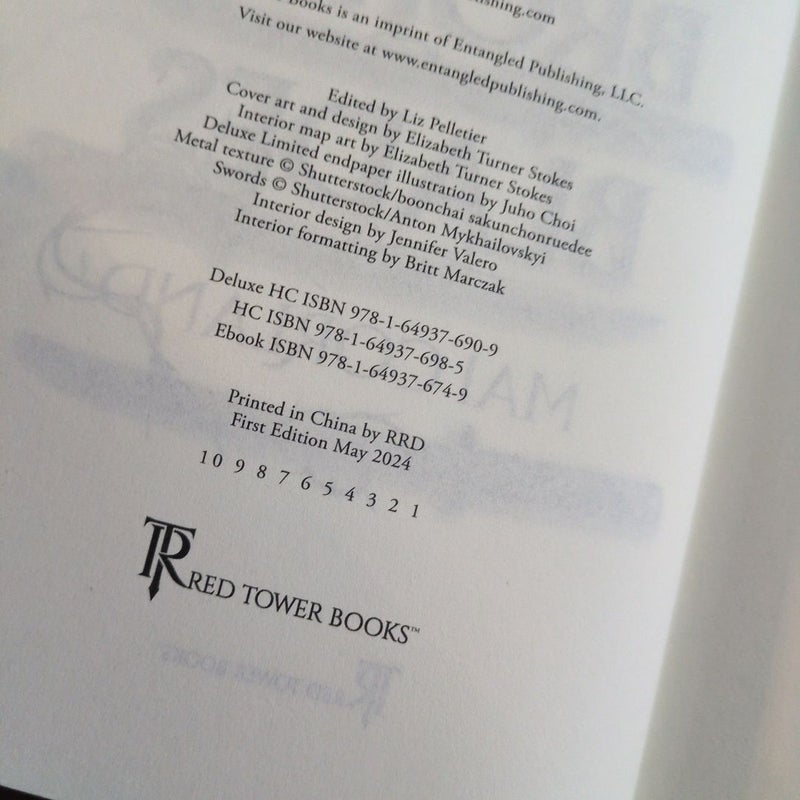 Books is an imprint of Entangled Publishing, LLC.
Visit our website at www.entangledpublishing.com.
Edited by Liz Pelletier
Cover art and design by Elizabeth Turner Stokes
Interior map art by Elizabeth Turner Stokes
Deluxe Limited endpaper illustration by Juho Choi
Metal texture © Shutterstock/boonchai sakunchonruedee
Swords © Shutterstock/Anton Mykhailovskyi
Interior design by Jennifer Valero
Interior formatting by Britt Marczak
Deluxe HC ISBN 978-1-64937-690-9
HC ISBN 978-1-64937-698-5
Ebook ISBN 978-1-64937-674-9
Printed in China by RRD
First Edition May 2024
10 9 8 7 6 5 4 3 2 1
TR RED TOWER BOOKS™